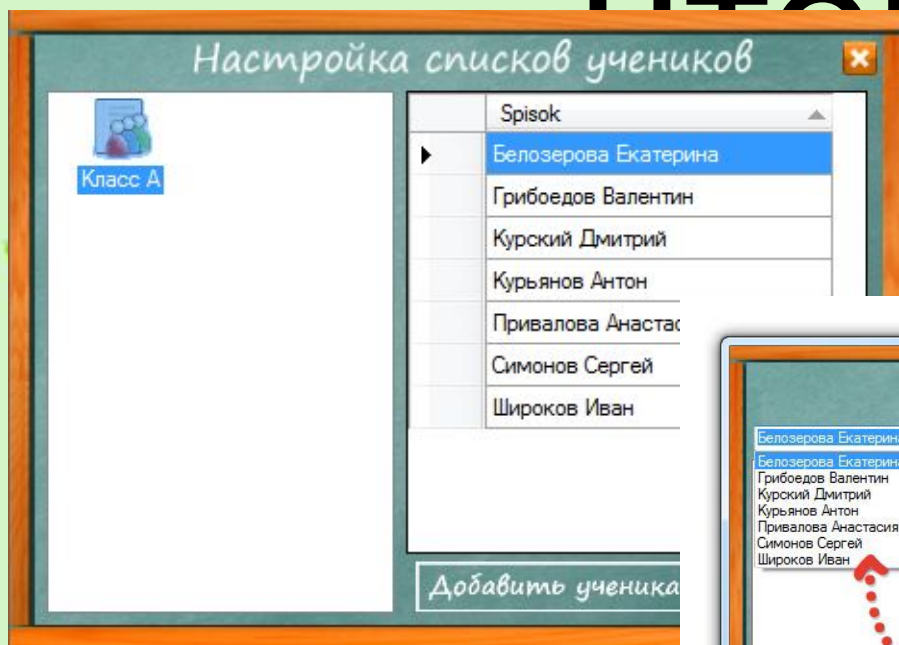 Настройка списков учеников
Класс А
Spisok
Белозерова Екатерина
Грибоедов Валентин
Курский Дмитрий
Курьянов Антон
Привалова Анастас
Симонов Сергей
Широков Иван
Добавить ученика
Белозерова Екатерина
Белозерова Екатерина
Грибоедов Валентин
Курский Дмитрий
Курьянов Антон
Привалова Анастасия
Симонов Сергей
Широков Иван